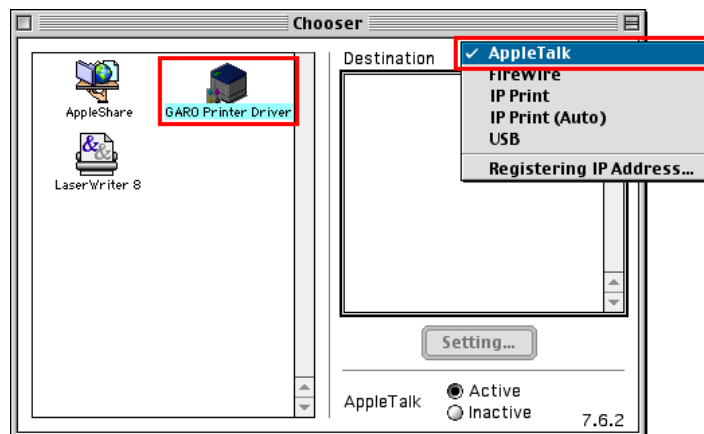 Chooser
AppleShare
GARO Printer Driver
LaserWriter 8
Destination
✓ AppleTalk
FireWire
IP Print
IP Print (Auto)
USB
Registering IP Address...
Setting...
AppleTalk
Active
Inactive
7.6.2